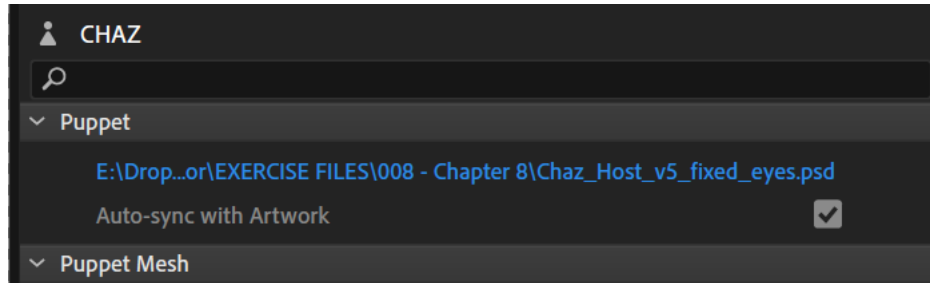 CHAZ
Puppet
E:\Drop...or\EXERCISE FILES\008 - Chapter 8\Chaz_Host_v5_fixed_eyes.psd
Auto-sync with Artwork
Puppet Mesh